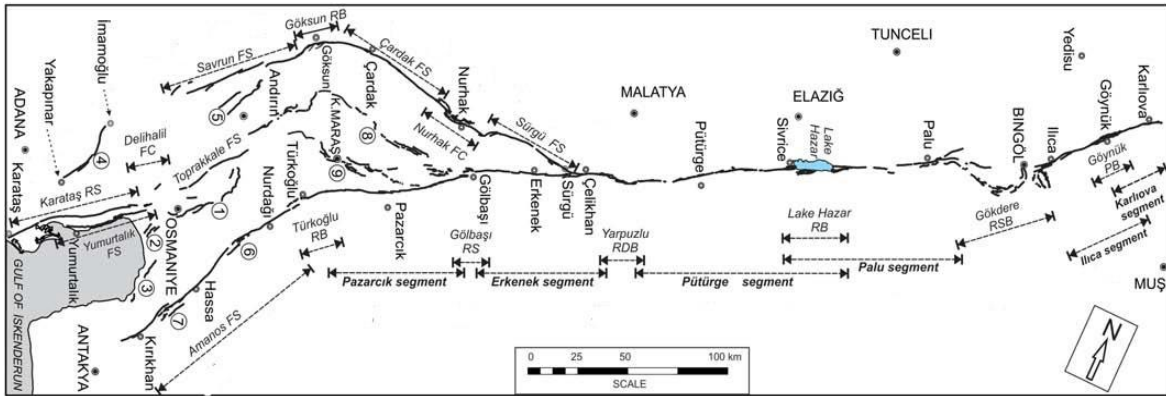 Göksun RB
Savrun FS
Çardak FS
İmamoğlu
Yakapınar
ADANA
Karataş
Karataş RS
Delihalil
FC
Toprakkale FS
Andırın
Göksun
K.MARAŞ
Çardak
Nurhak
Nurhak FC
Sürgü FS
TUNCELI
Yedisu
MALATYA
ELAZIĞ
Lake
Hazar
Sivrice
Pütürge
Palu
BINGÖL
Ilıca
Göynük
Karlıova
Göynük
PB
Karlıova
segment
Ilıca segment
MUŞ
Gökdere
RSB
Palu segment
Lake Hazar
RB
Pütürge segment
Yarpuzlu
RDB
Çelikhan
Sürgü
Erkenek
Erkenek segment
Gölbaşı
Gölbaşı
RS
Pazarcık
Pazarcık segment
Türkoğlu
Türkoğlu
RB
Nurdağı
OSMANIYE
Yumurtalık
FS
Yumurtalık
GULF OF İSKENDERUN
Hassa
Amanos FS
Kırıkhan
ANTAKYA
1
2
3
4
5
6
7
8
9
0 25 50 100 km
SCALE
N